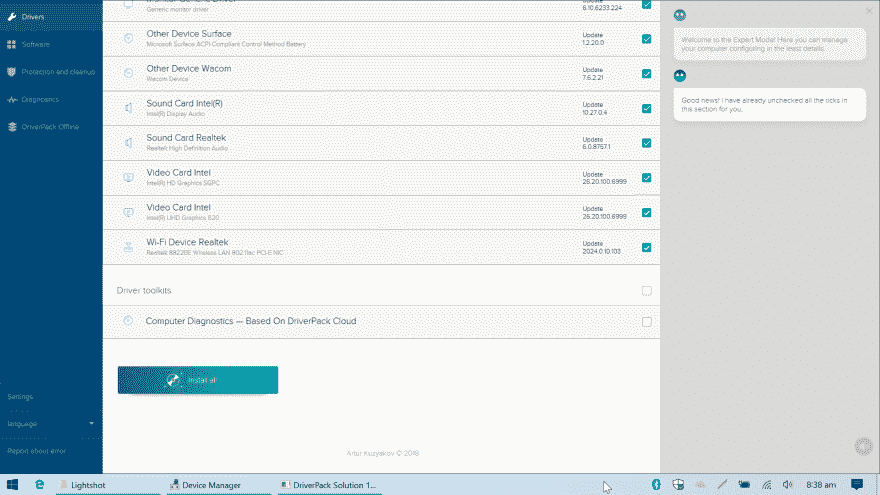 Drivers
Software
Protection and cleanup
Diagnostics
DriverPack Offline
Settings
language
Report about error
Monitor Generic Driver
Generic monitor driver
6.10.6233.224
Other Device Surface
Microsoft Surface ACPI-Compliant Control Method Battery
Update
1.2.20.0
Other Device Wacom
Wacom Device
Update
7.6.2.21
Sound Card Intel(R)
Intel(R) Display Audio
Update
10.27.0.4
Sound Card Realtek
Realtek High Definition Audio
Update
6.0.8757.1
Video Card Intel
Intel(R) HD Graphics SGPC
Update
26.20.100.6999
Video Card Intel
Intel(R) UHD Graphics 620
Update
26.20.100.6999
Wi-Fi Device Realtek
Realtek 8822BE Wireless LAN 802.11ac PCI-E NIC
Update
2024.0.10.103
Driver toolkits
Computer Diagnostics — Based On DriverPack Cloud
Install all
Artur Kuzyakov © 2018
Welcome to the Expert Mode! Here you can manage
your computer configuring in the least details.
Good news! I have already unchecked all the ticks in
this section for you.
Lightshot
Device Manager
DriverPack Solution 1...
8:38 am